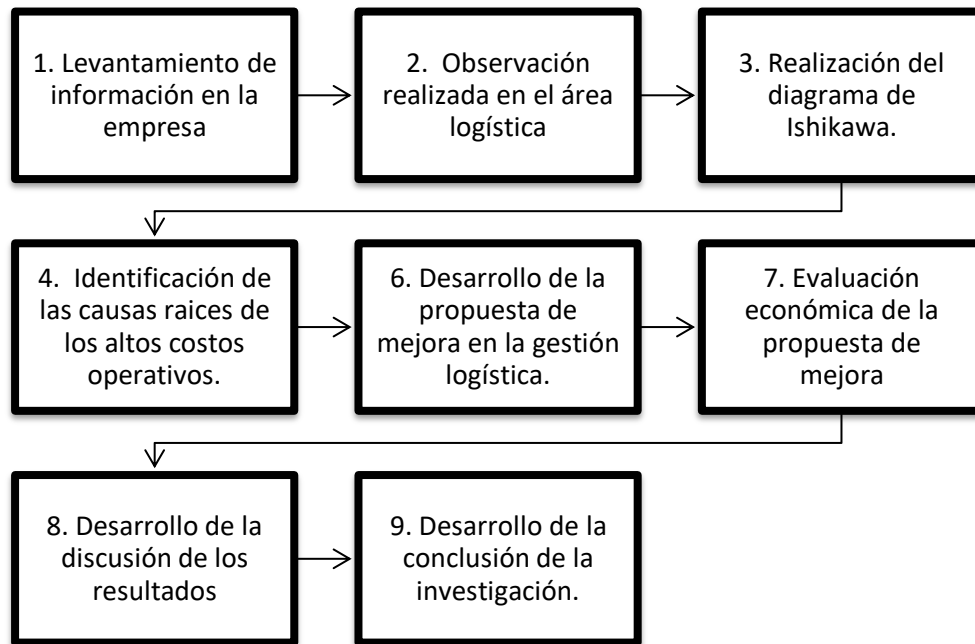 1. Levantamiento de
información en la
empresa
2. Observación
realizada en el área
logística
3. Realización del
diagrama de
Ishikawa.
4. Identificación de
las causas raices de
los altos costos
operativos.
6. Desarrollo de la
propuesta de
mejora en la gestión
logística.
7. Evaluación
económica de la
propuesta de
mejora
8. Desarrollo de la
discusión de los
resultados
9. Desarrollo de la
conclusión de la
investigación.